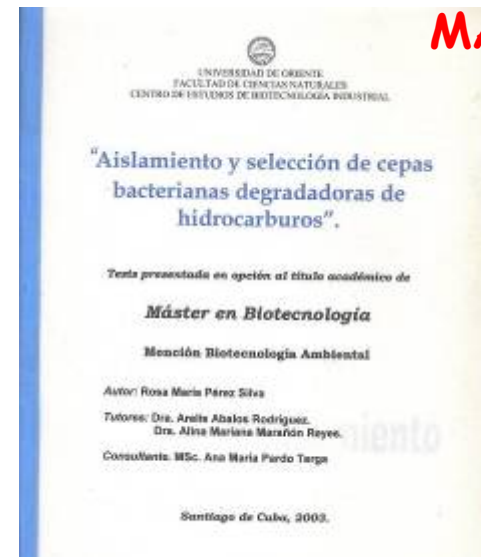 MA
UNIVERSIDAD DE ORIENTE
FACULTAD DE CIENCIAS NATURALES
CENTRO DE ESTUDIOS DE BIOTECNOLOGÍA INDUSTRIAL
"Aislamiento y selección de cepas
bacterianas degradadoras de
hidrocarburos".
Tesis presentada en opción al título académico de
Máster en Biotecnología
Mención Biotecnología Ambiental
Autor: Rosa María Pérez Silva
Tutores: Dra. Arelis Abalos Rodríguez.
Dra. Alina Mariana Marañón Reyes.
miento
Consultante. MSc. Ana María Pardo Targa
Santiago de Cuba, 2003.